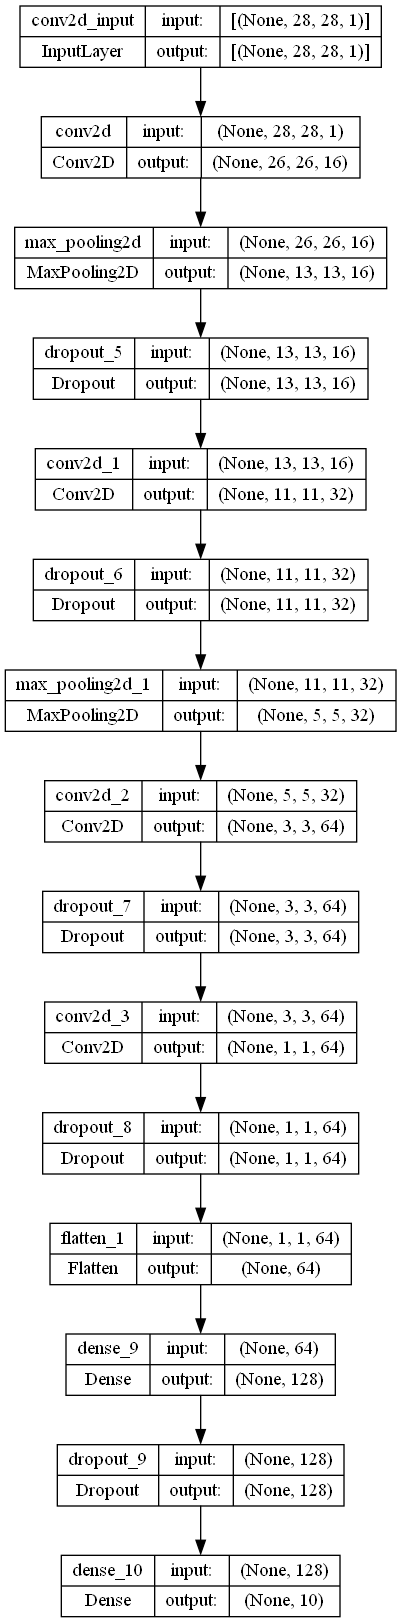 conv2d_input input: [(None, 28, 28, 1)]
InputLayer output: [(None, 28, 28, 1)]
conv2d input: (None, 28, 28, 1)
Conv2D output: (None, 26, 26, 16)
max_pooling2d input: (None, 26, 26, 16)
MaxPooling2D output: (None, 13, 13, 16)
dropout_5 input: (None, 13, 13, 16)
Dropout output: (None, 13, 13, 16)
conv2d_1 input: (None, 13, 13, 16)
Conv2D output: (None, 11, 11, 32)
dropout_6 input: (None, 11, 11, 32)
Dropout output: (None, 11, 11, 32)
max_pooling2d_1 input: (None, 11, 11, 32)
MaxPooling2D output: (None, 5, 5, 32)
conv2d_2 input: (None, 5, 5, 32)
Conv2D output: (None, 3, 3, 64)
dropout_7 input: (None, 3, 3, 64)
Dropout output: (None, 3, 3, 64)
conv2d_3 input: (None, 3, 3, 64)
Conv2D output: (None, 1, 1, 64)
dropout_8 input: (None, 1, 1, 64)
Dropout output: (None, 1, 1, 64)
flatten_1 input: (None, 1, 1, 64)
Flatten output: (None, 64)
dense_9 input: (None, 64)
Dense output: (None, 128)
dropout_9 input: (None, 128)
Dropout output: (None, 128)
dense_10 input: (None, 128)
Dense output: (None, 10)